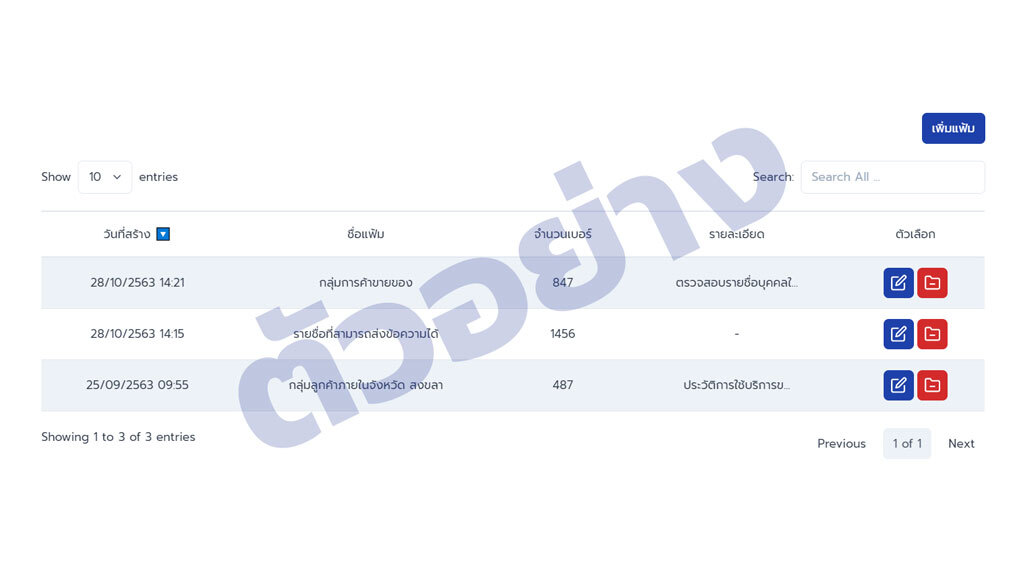 เพิ่มแฟ้ม
Show 10 entries Search: Search All ...
วันที่สร้าง ชื่อแฟ้ม จำนวนเบอร์ รายละเอียด ตัวเลือก
28/10/2563 14:21 กลุ่มการค้าขายของ 847 ตรวจสอบรายชื่อบุคคลใ...
28/10/2563 14:15 รายชื่อที่สามารถส่งข้อความได้ 1456 -
25/09/2563 09:55 กลุ่มลูกค้าภายในจังหวัด สงขลา 487 ประวัติการใช้บริการข...
Showing 1 to 3 of 3 entries Previous 1 of 1 Next
ตัวอย่าง